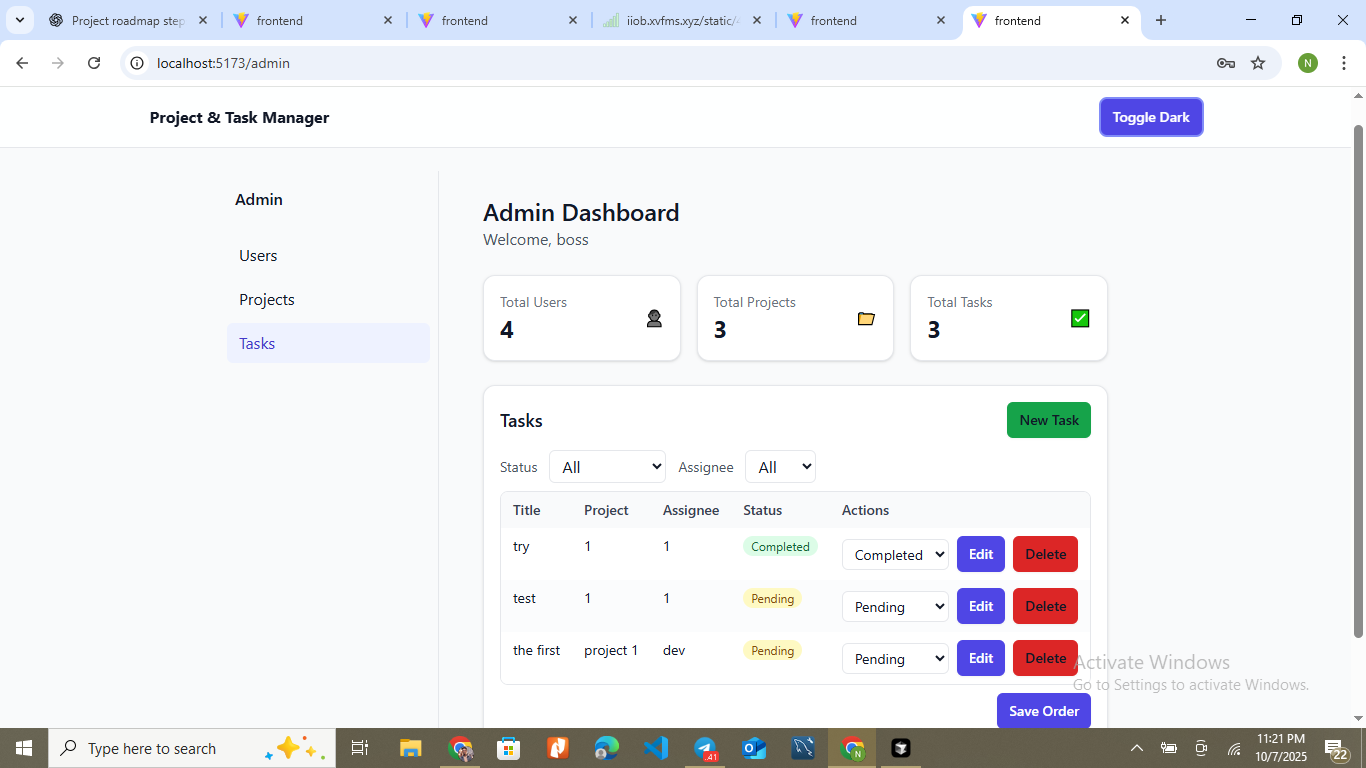 Project roadmap step
frontend
frontend
iiob.xvfms.xyz/static/
frontend
frontend
localhost:5173/admin
N
Project & Task Manager
Toggle Dark
Admin
Users
Projects
Tasks
Admin Dashboard
Welcome, boss
Total Users
4
Total Projects
3
Total Tasks
3
Tasks
New Task
Status All Assignee All
Title Project Assignee Status Actions
try 1 1 Completed Completed Edit Delete
test 1 1 Pending Pending Edit Delete
the first project 1 dev Pending Pending Edit Delete
Activate Windows
Go to Settings to activate Windows.
Save Order
Type here to search
.41
N
11:21 PM
10/7/2025
22